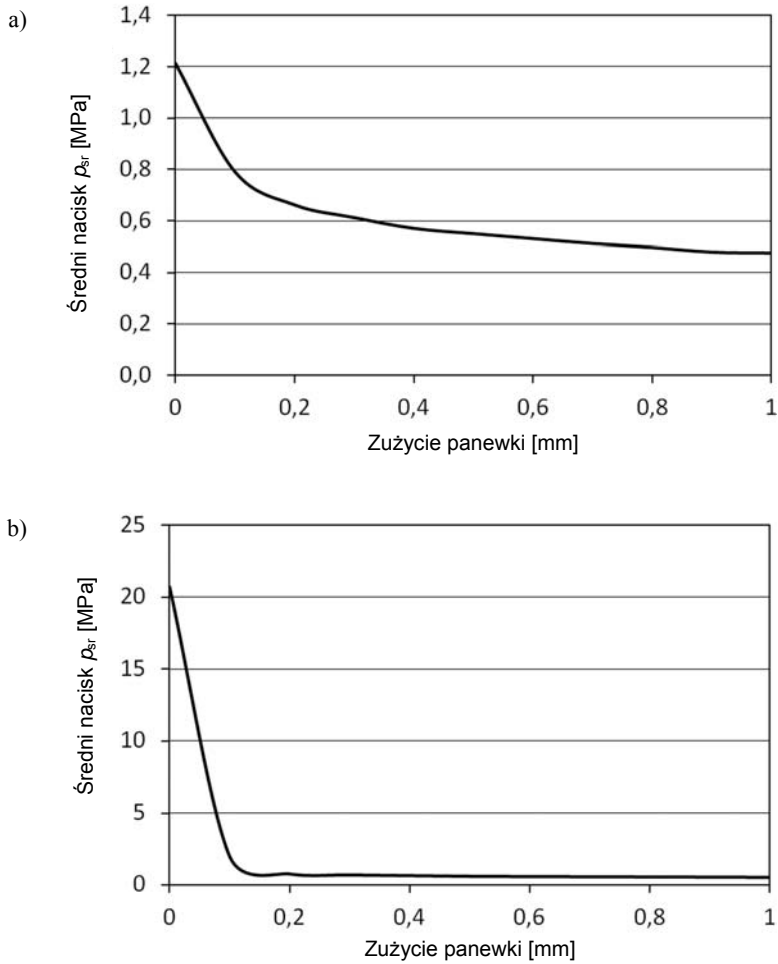 a)
Średni nacisk pśr [MPa]
1,4
1,2
1,0
0,8
0,6
0,4
0,2
0,0
0 0,2 0,4 0,6 0,8 1
Zużycie panewki [mm]
b)
Średni nacisk pśr [MPa]
25
20
15
10
5
0
0 0,2 0,4 0,6 0,8 1
Zużycie panewki [mm]